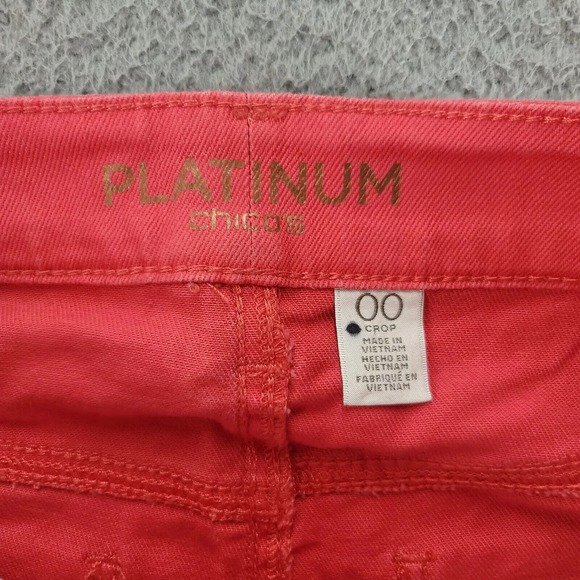 PLATINUM
chico's
00
CROP
MADE IN
VIETNAM
HECHO EN
VIETNAM
FABRIQUÉ EN
VIETNAM